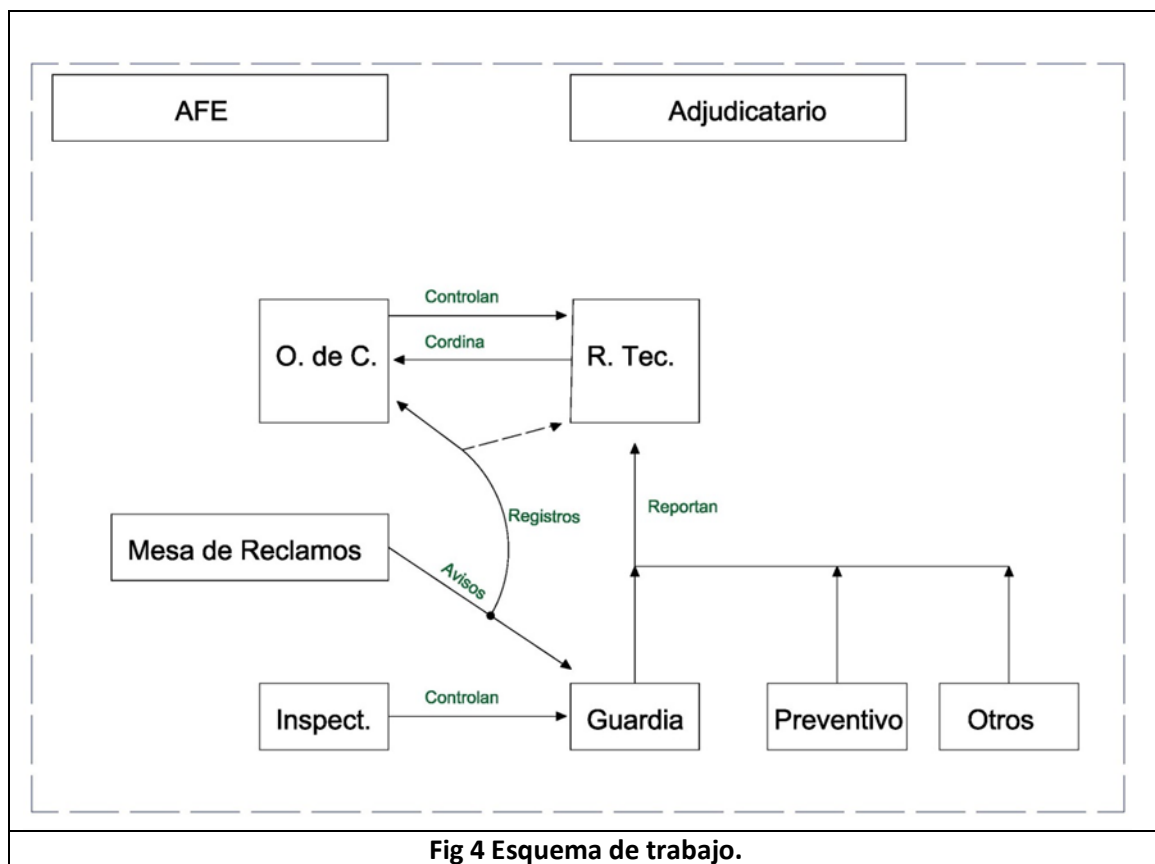 AFE
Adjudicatario
Controlan
O. de C.
Cordina
R. Tec.
Registros
Reportan
Mesa de Reclamos
Avisos
Inspect.
Controlan
Guardia
Preventivo
Otros
Fig 4 Esquema de trabajo.